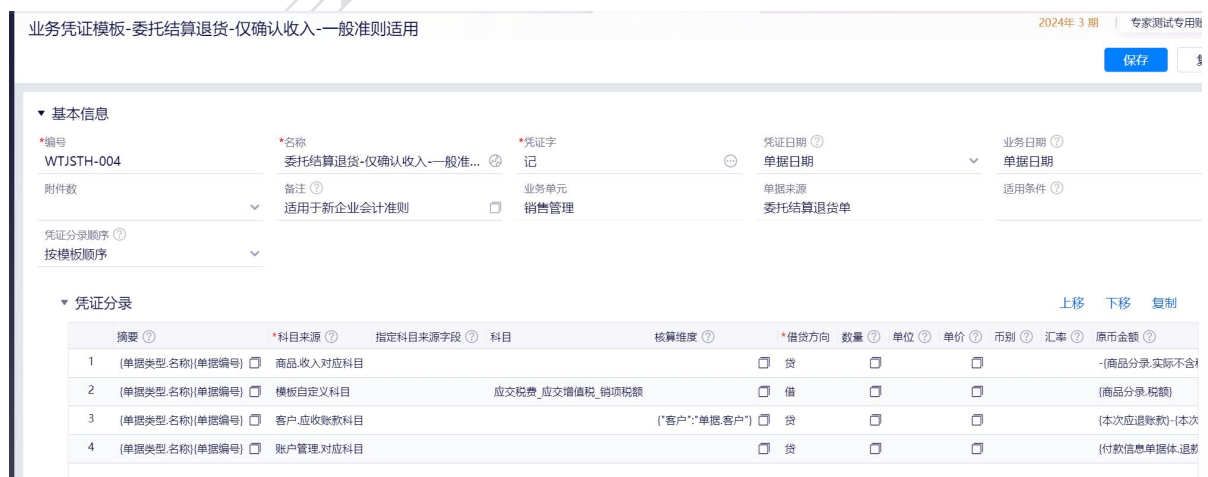 业务凭证模板-委托结算退货-仅确认收入-一般准则适用
2024年 3 期 专家测试专用账
保存
基本信息
*编号 *名称 *凭证字 凭证日期 业务日期
WTJSTH-004 委托结算退货-仅确认收入-一般准... 记 单据日期 单据日期
附件数 备注 业务单元 单据来源 适用条件
适用于新企业会计准则 销售管理 委托结算退货单
凭证分录顺序
按模板顺序
凭证分录 上移 下移 复制
摘要 *科目来源 指定科目来源字段 科目 核算维度 *借贷方向 数量 单位 单价 币别 汇率 原币金额
1 {单据类型.名称}{单据编号} 商品.收入对应科目 贷 -{商品分录.实际不含税
2 {单据类型.名称}{单据编号} 模板自定义科目 应交税费_应交增值税_销项税额 借 {商品分录.税额}
3 {单据类型.名称}{单据编号} 客户.应收账款科目 {"客户":"单据.客户"} 贷 {本次应退账款}-{本次
4 {单据类型.名称}{单据编号} 账户管理.对应科目 贷 {付款信息单据体.退款